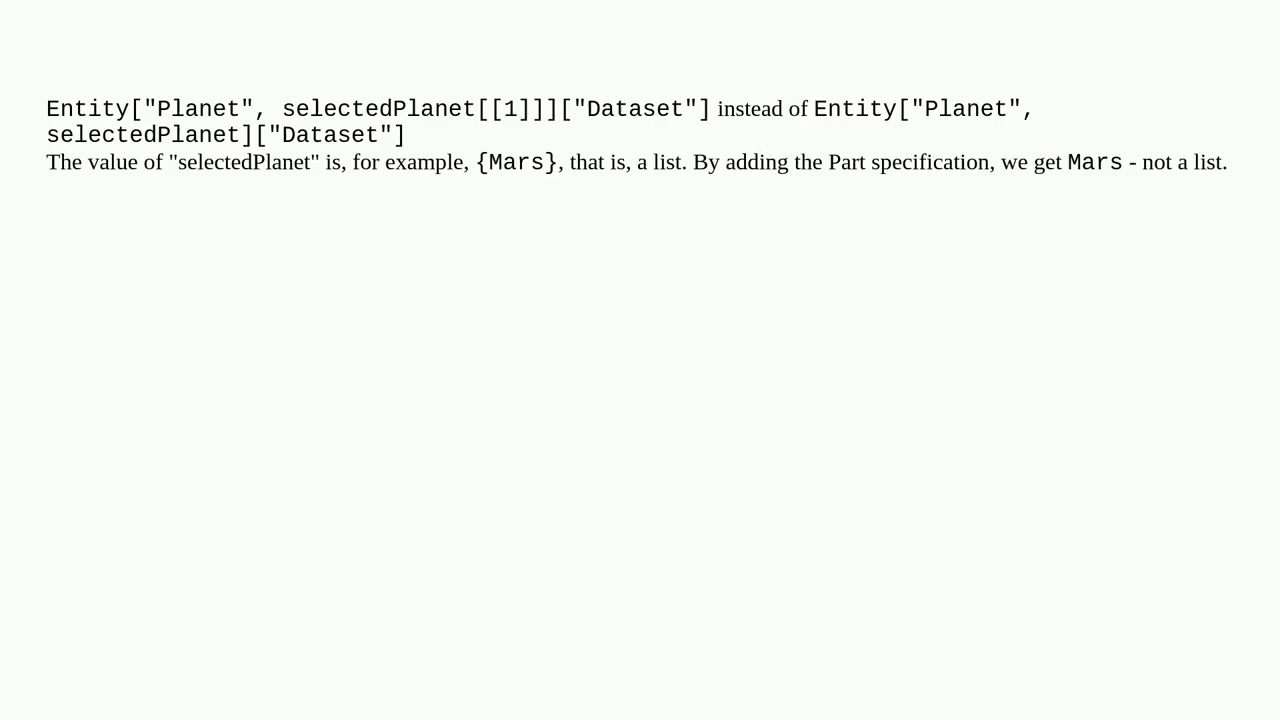 Entity["Planet", selectedPlanet[[1]]]["Dataset"] instead of Entity["Planet",
selectedPlanet]["Dataset"]
The value of "selectedPlanet" is, for example, {Mars}, that is, a list. By adding the Part specification, we get Mars - not a list.